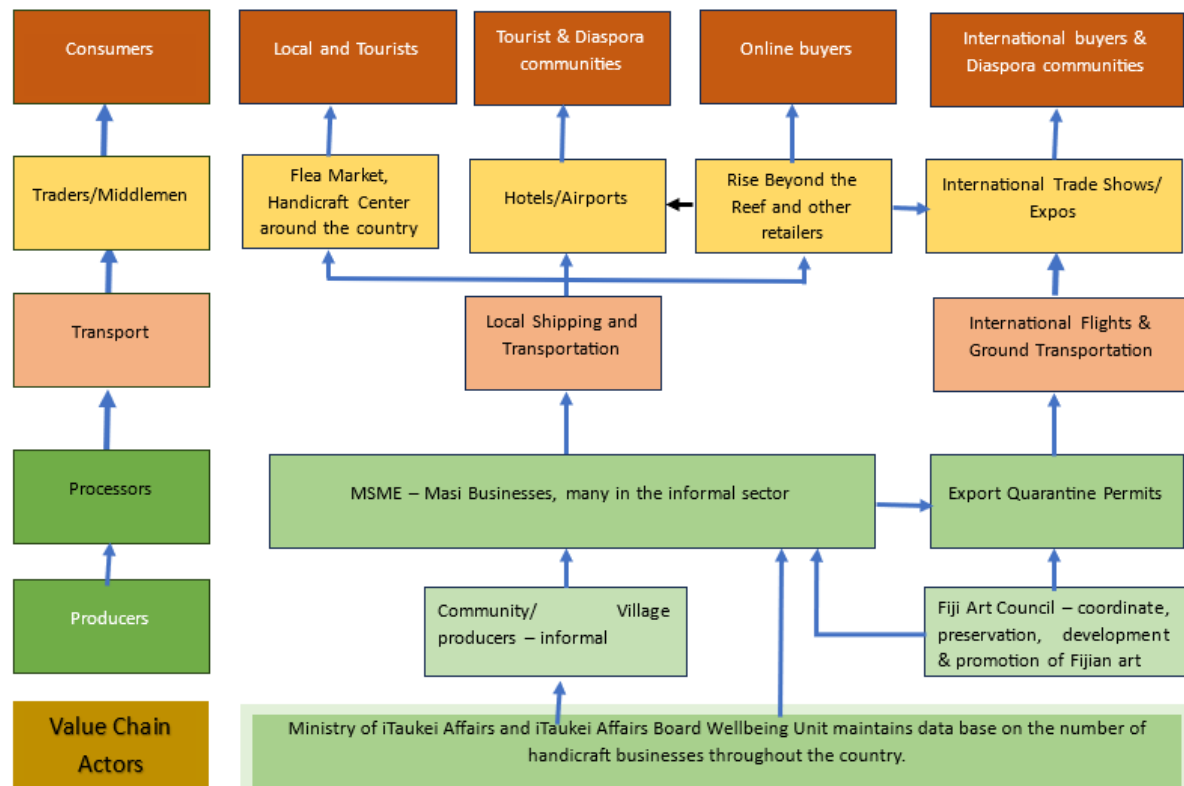 Consumers
Local and Tourists
Tourist & Diaspora
communities
Online buyers
International buyers &
Diaspora communities
Traders/Middlemen
Flea Market,
Handicraft Center
around the country
Hotels/Airports
Rise Beyond the
Reef and other
retailers
International Trade Shows/
Expos
Transport
Local Shipping and
Transportation
International Flights &
Ground Transportation
Processors
MSME – Masi Businesses, many in the informal sector
Export Quarantine Permits
Producers
Community/ Village
producers – informal
Fiji Art Council – coordinate,
preservation, development
& promotion of Fijian art
Value Chain
Actors
Ministry of iTaukei Affairs and iTaukei Affairs Board Wellbeing Unit maintains data base on the number of
handicraft businesses throughout the country.